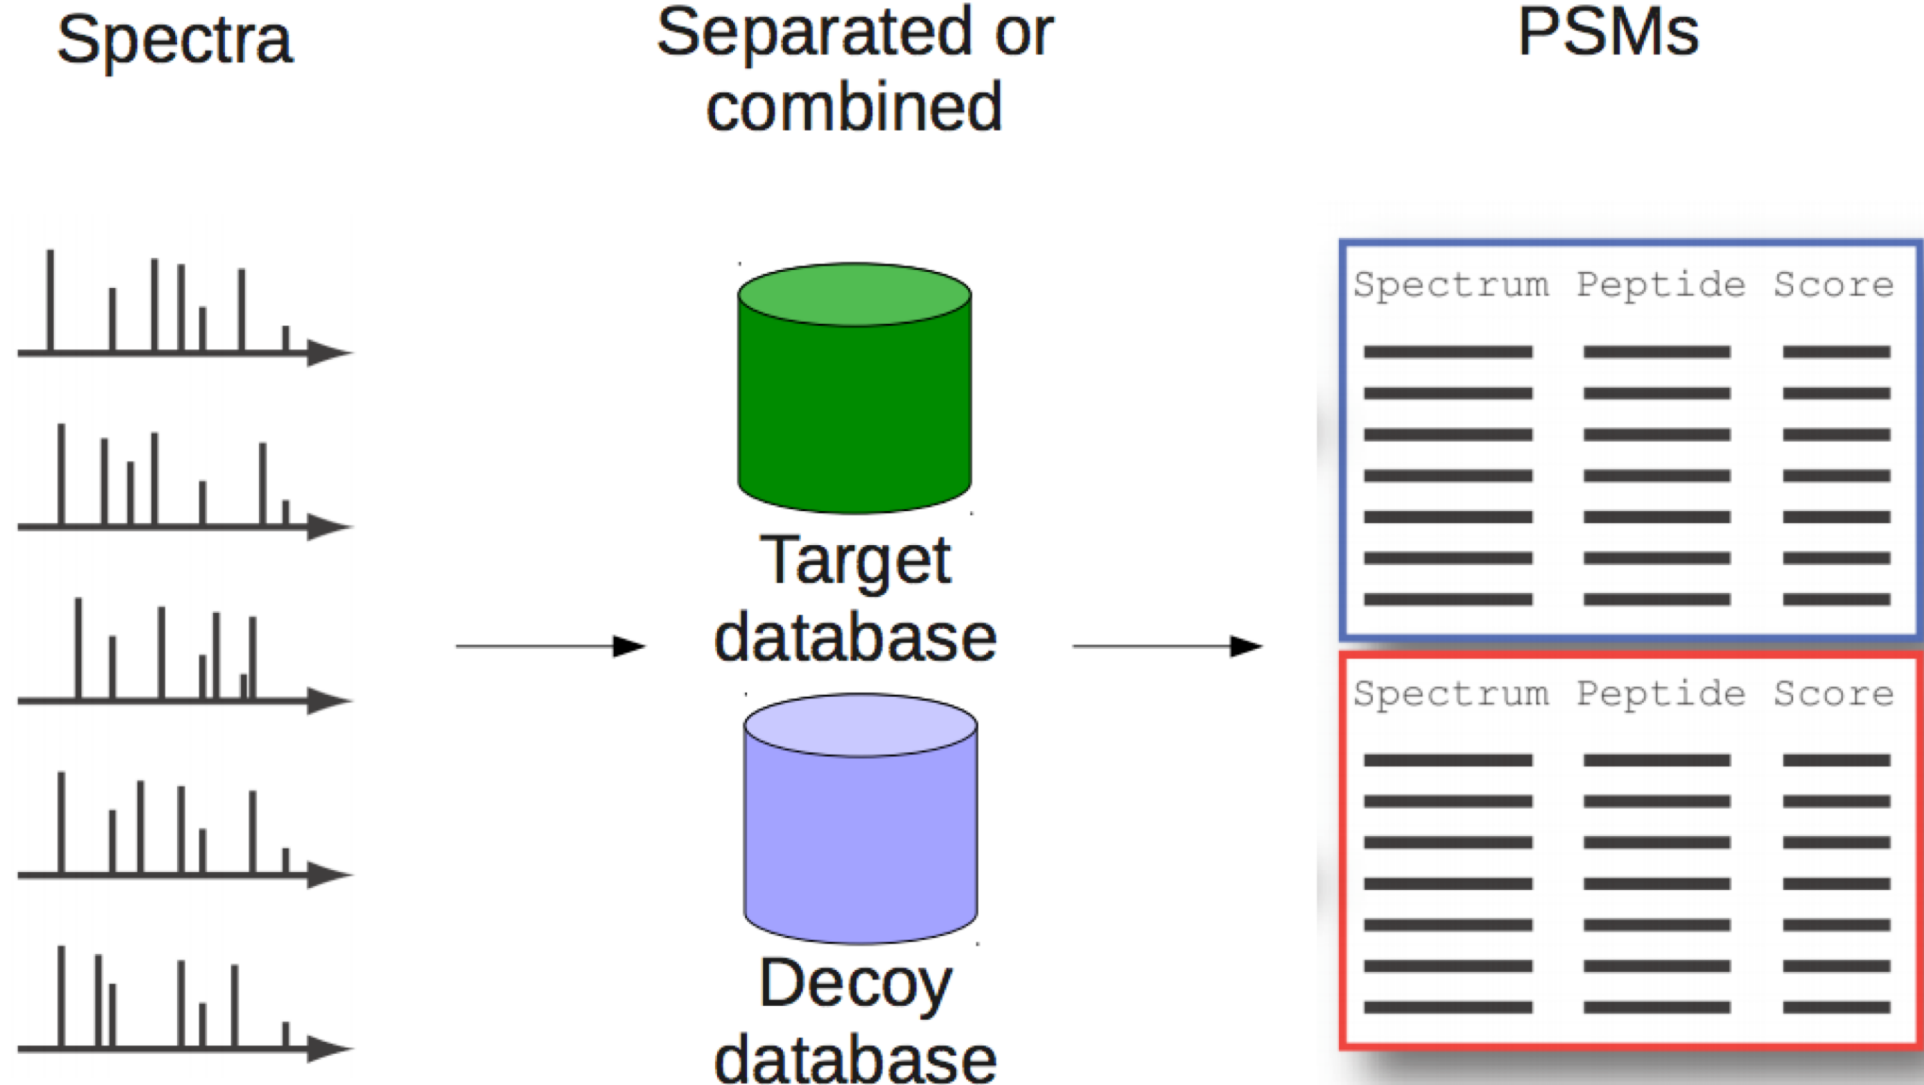 Spectra
Separated or
combined
PSMs
Target
database
Decoy
database
Spectrum Peptide Score
Spectrum Peptide Score